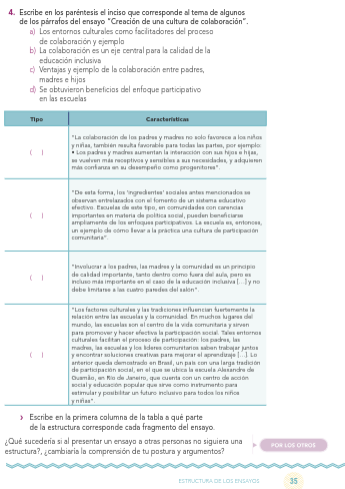 4. Escribe en los paréntesis el inciso que corresponde al tema de algunos
de los párrafos del ensayo "Creación de una cultura de colaboración".
a) Los entornos culturales como facilitadores del proceso
de colaboración y ejemplo
b) La colaboración es un eje central para la calidad de la
educación inclusiva
c) Ventajas y ejemplo de la colaboración entre padres,
madres e hijos
d) Se obtuvieron beneficios del enfoque participativo
en las escuelas
Tipo Características
( ) "La colaboración de los padres y madres no solo favorece a los niños
y niñas, también resulta favorable para todas las partes, por ejemplo:
• Los padres y madres aumentan la interacción con sus hijos e hijas,
se vuelven más receptivos y sensibles a sus necesidades, y adquieren
más confianza en su desempeño como progenitores".
( ) "De esta forma, los 'ingredientes' sociales antes mencionados se
observan entrelazados con el fomento de un sistema educativo
efectivo. Escuelas de este tipo, en comunidades con carencias
importantes en materia de política social, pueden beneficiarse
ampliamente de los enfoques participativos. La escuela es, entonces,
un ejemplo de cómo llevar a la práctica una cultura de participación
comunitaria".
( ) "Involucrar a los padres, las madres y la comunidad es un principio
de calidad importante, tanto dentro como fuera del aula, pero es
incluso más importante en el caso de la educación inclusiva [...] y no
debe limitarse a las cuatro paredes del salón".
( ) "Los factores culturales y las tradiciones influencian fuertemente la
relación entre las escuelas y la comunidad. En muchos lugares del
mundo, las escuelas son el centro de la vida comunitaria y sirven
para promover y hacer efectiva la participación social. Tales entornos
culturales facilitan el proceso de participación: los padres, las
madres, las escuelas y los líderes comunitarios saben trabajar juntos
y encontrar soluciones creativas para mejorar el aprendizaje [...]. Lo
anterior queda demostrado en Brasil, un país con una larga tradición
de participación social, en el que se ubica la escuela Alexandre de
Gusmão, en Río de Janeiro, que cuenta con un centro de acción
social y educación popular que sirve como instrumento para
estimular y posibilitar un futuro inclusivo para todos los niños
y niñas".
› Escribe en la primera columna de la tabla a qué parte
de la estructura corresponde cada fragmento del ensayo.
¿Qué sucedería si al presentar un ensayo a otras personas no siguiera una
estructura?, ¿cambiaría la comprensión de tu postura y argumentos?
POR LOS OTROS
ESTRUCTURA DE LOS ENSAYOS 35